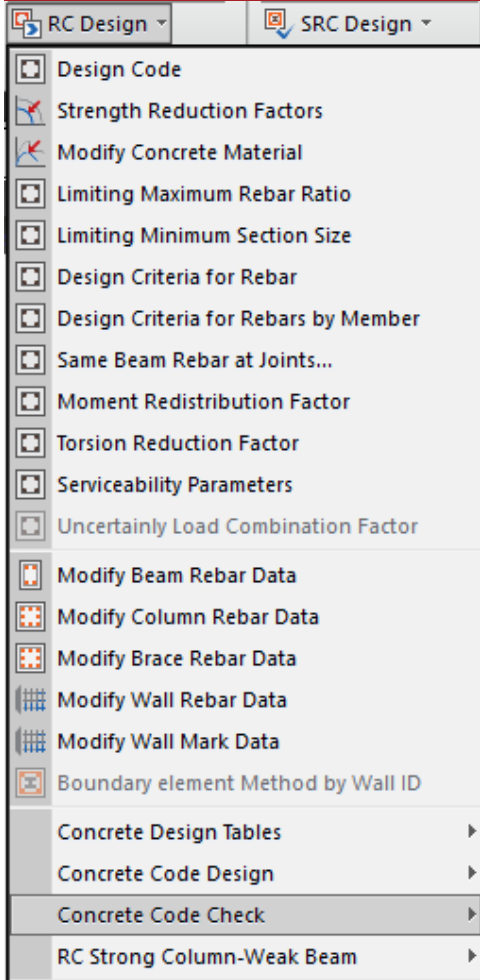 RC Design
SRC Design
Design Code
Strength Reduction Factors
Modify Concrete Material
Limiting Maximum Rebar Ratio
Limiting Minimum Section Size
Design Criteria for Rebar
Design Criteria for Rebars by Member
Same Beam Rebar at Joints...
Moment Redistribution Factor
Torsion Reduction Factor
Serviceability Parameters
Uncertainly Load Combination Factor
Modify Beam Rebar Data
Modify Column Rebar Data
Modify Brace Rebar Data
Modify Wall Rebar Data
Modify Wall Mark Data
Boundary element Method by Wall ID
Concrete Design Tables
Concrete Code Design
Concrete Code Check
RC Strong Column-Weak Beam